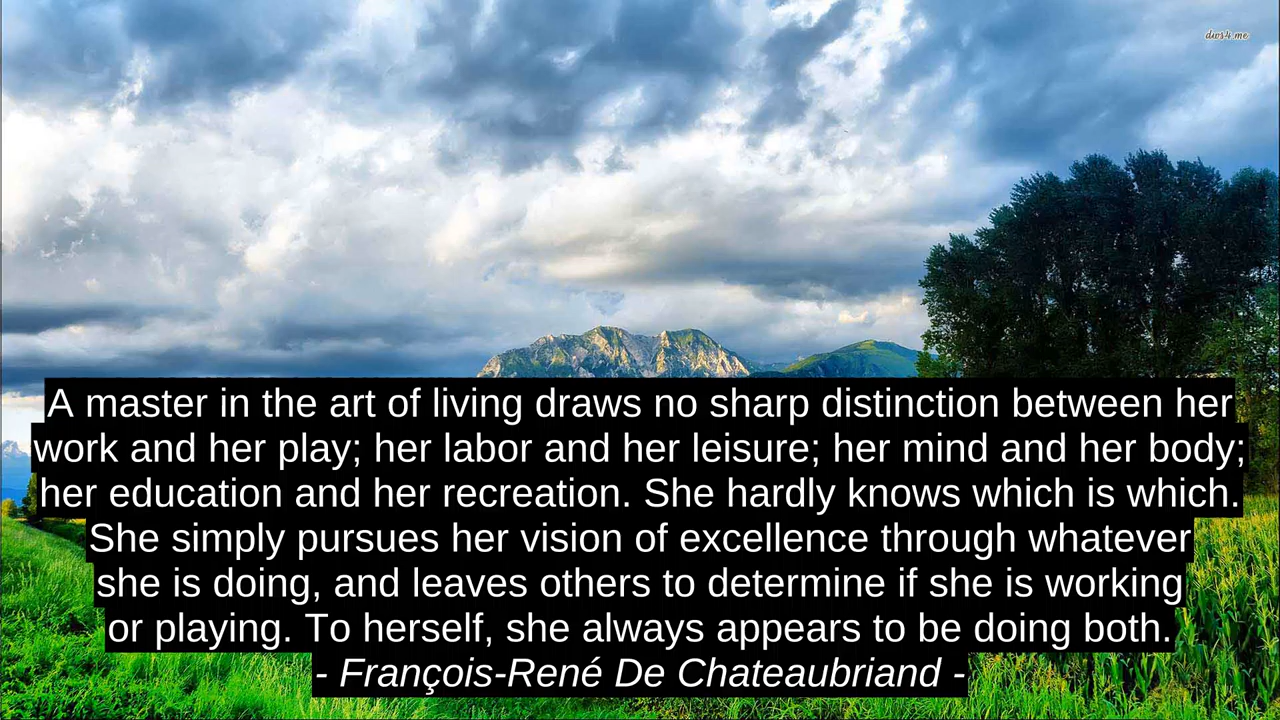 dws4.me
A master in the art of living draws no sharp distinction between her
work and her play; her labor and her leisure; her mind and her body;
her education and her recreation. She hardly knows which is which.
She simply pursues her vision of excellence through whatever
she is doing, and leaves others to determine if she is working
or playing. To herself, she always appears to be doing both.
- François-René De Chateaubriand -